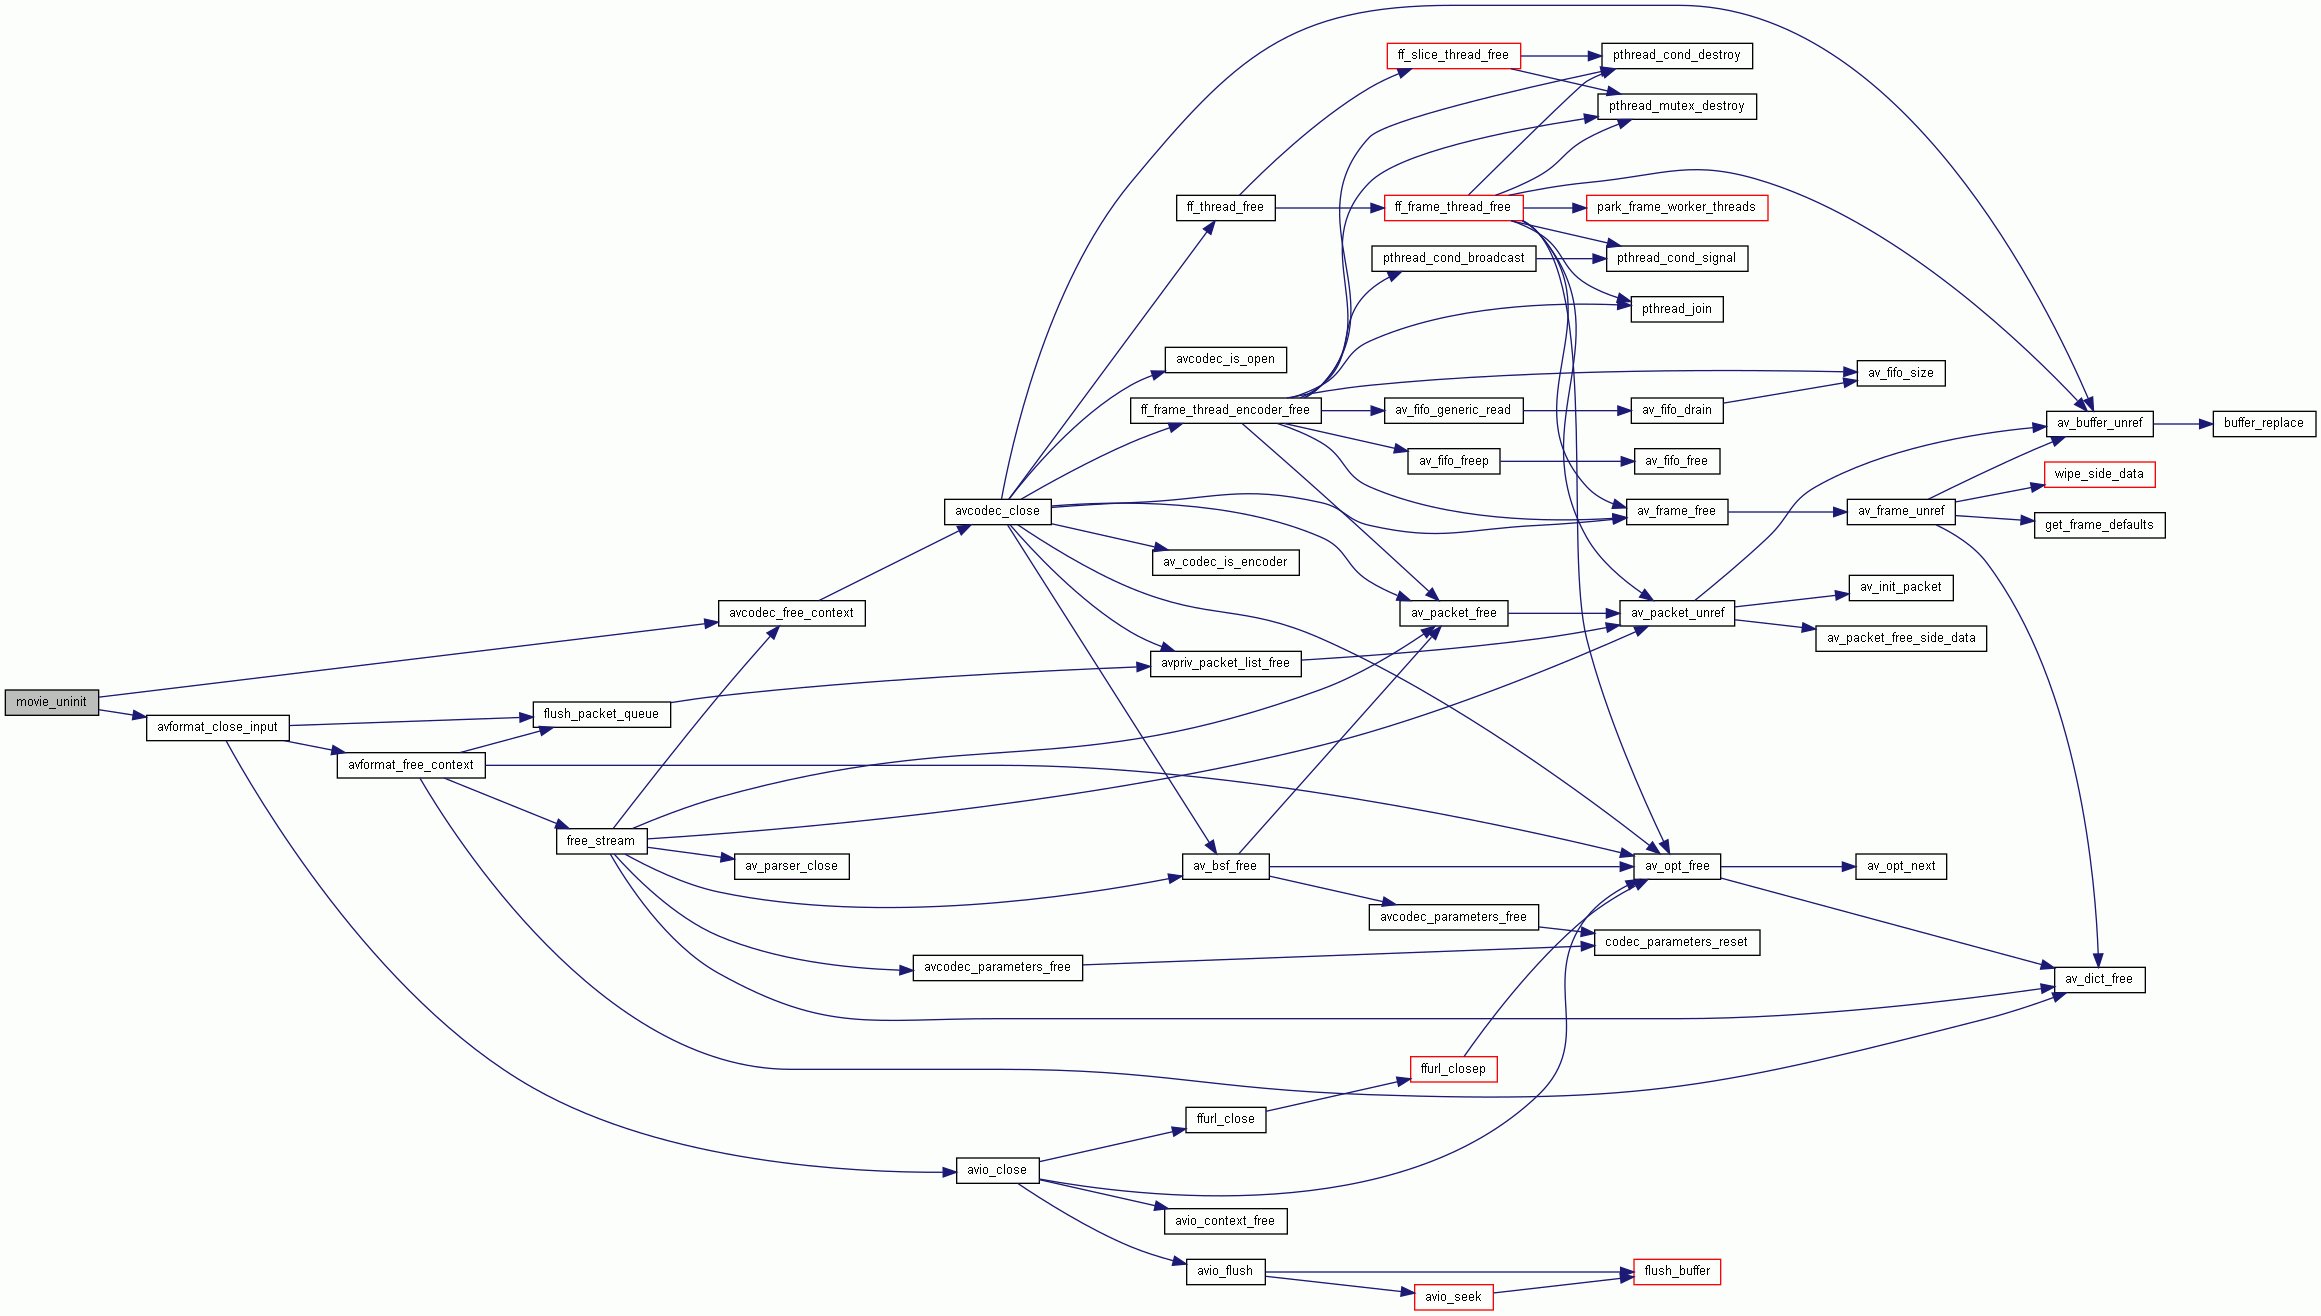 ff_slice_thread_free
pthread_cond_destroy
pthread_mutex_destroy
ff_thread_free
ff_frame_thread_free
park_frame_worker_threads
pthread_cond_broadcast
pthread_cond_signal
pthread_join
avcodec_is_open
av_fifo_size
ff_frame_thread_encoder_free
av_fifo_generic_read
av_fifo_drain
av_buffer_unref
buffer_replace
av_fifo_freep
av_fifo_free
wipe_side_data
avcodec_close
av_frame_free
av_frame_unref
get_frame_defaults
av_codec_is_encoder
av_init_packet
avcodec_free_context
av_packet_free
av_packet_unref
av_packet_free_side_data
avpriv_packet_list_free
movie_uninit
flush_packet_queue
avformat_close_input
avformat_free_context
free_stream
av_parser_close
av_bsf_free
av_opt_free
av_opt_next
avcodec_parameters_free
codec_parameters_reset
avcodec_parameters_free
av_dict_free
ffurl_closep
ffurl_close
avio_close
avio_context_free
avio_flush
flush_buffer
avio_seek